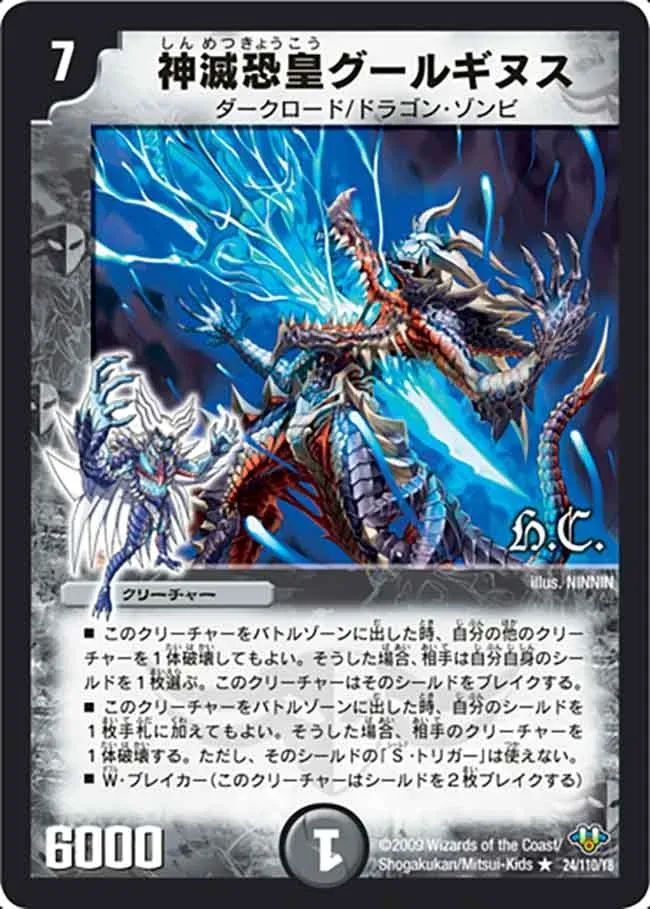 7
しんめつきょうこう
神滅恐皇グールギヌス
ダークロード/ドラゴン・ゾンビ
h.C.
illus. NINNIN
クリーチャー
■ このクリーチャーをバトルゾーンに出した時、自分の他のクリー
チャーを1体破壊してもよい。そうした場合、相手は自分自身のシー
ルドを1枚選ぶ。このクリーチャーはそのシールドをブレイクする。
■ このクリーチャーをバトルゾーンに出した時、自分のシールドを
1枚手札に加えてもよい。そうした場合、相手のクリーチャーを
1体破壊する。ただし、そのシールドの「S・トリガー」は使えない。
■ W・ブレイカー(このクリーチャーはシールドを2枚ブレイクする)
6000
1
©2009 Wizards of the Coast/
Shogakukan/Mitsui-Kids ★ 24/110/Y8